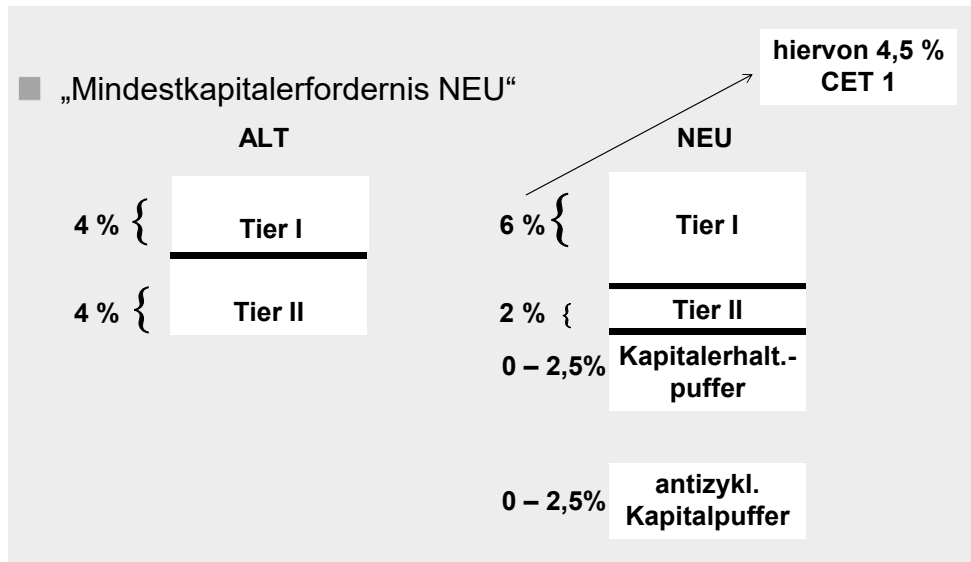 hiervon 4,5 %
CET 1
„Mindestkapitalerfordernis NEU“
ALT
NEU
4 % { Tier I
6 % { Tier I
4 % { Tier II
2 % { Tier II
0 – 2,5% Kapitalerhalt.-
puffer
0 – 2,5% antizykl.
Kapitalpuffer